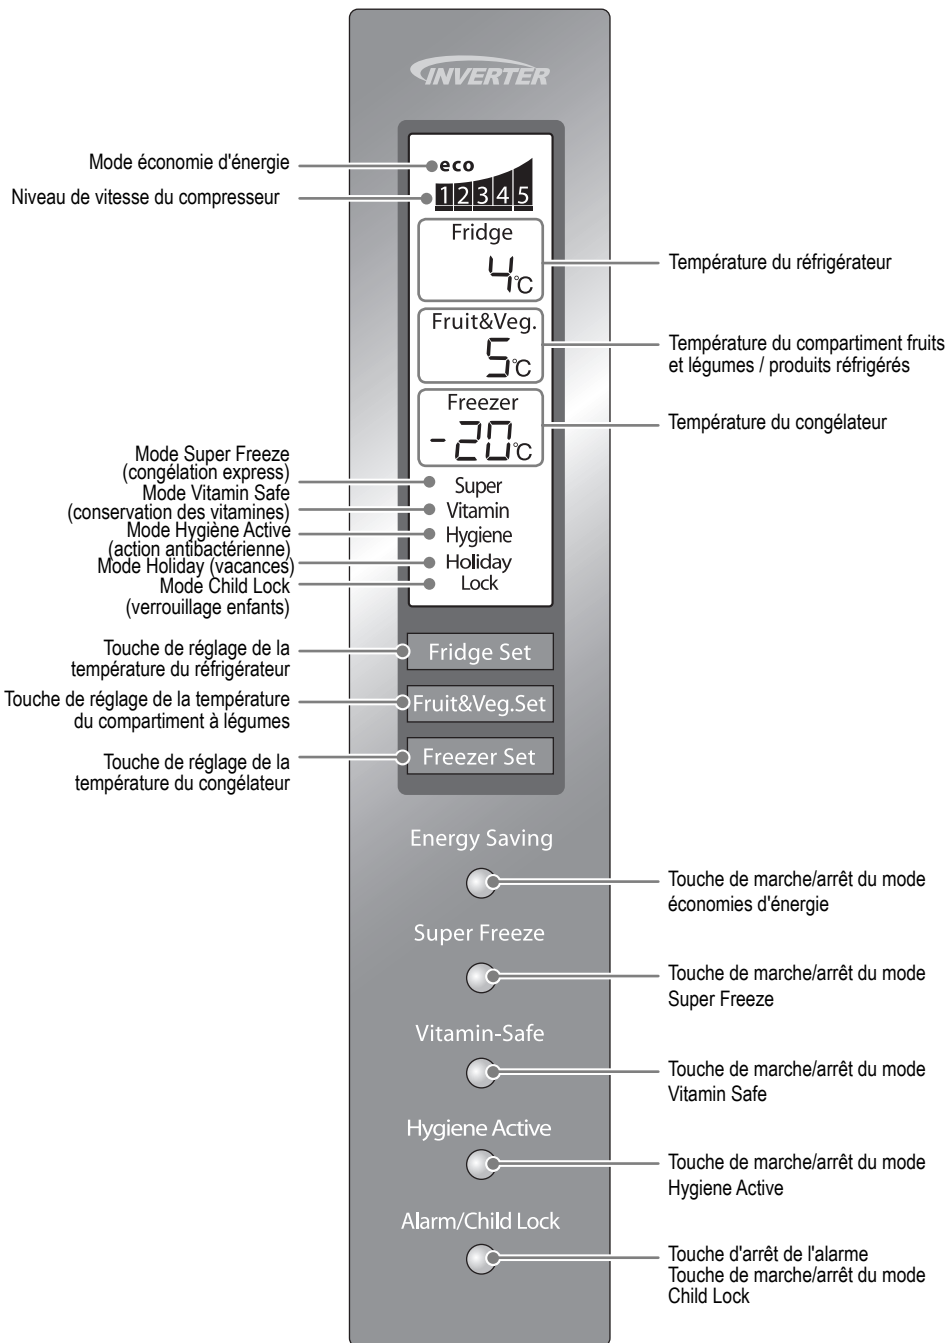 INVERTER
Mode économie d'énergie
eco
Niveau de vitesse du compresseur
1 2 3 4 5
Fridge
4°C
Température du réfrigérateur
Fruit&Veg.
5°C
Température du compartiment fruits
et légumes / produits réfrigérés
Freezer
-20°C
Température du congélateur
Mode Super Freeze
(congélation express)
Super
Mode Vitamin Safe
(conservation des vitamines)
Vitamin
Mode Hygiène Active
(action antibactérienne)
Hygiene
Mode Holiday (vacances)
Holiday
Mode Child Lock
(verrouillage enfants)
Lock
Touche de réglage de la
température du réfrigérateur
Fridge Set
Touche de réglage de la température
du compartiment à légumes
Fruit&Veg.Set
Touche de réglage de la
température du congélateur
Freezer Set
Energy Saving
Touche de marche/arrêt du mode
économies d'énergie
Super Freeze
Touche de marche/arrêt du mode
Super Freeze
Vitamin-Safe
Touche de marche/arrêt du mode
Vitamin Safe
Hygiene Active
Touche de marche/arrêt du mode
Hygiene Active
Alarm/Child Lock
Touche d'arrêt de l'alarme
Touche de marche/arrêt du mode
Child Lock